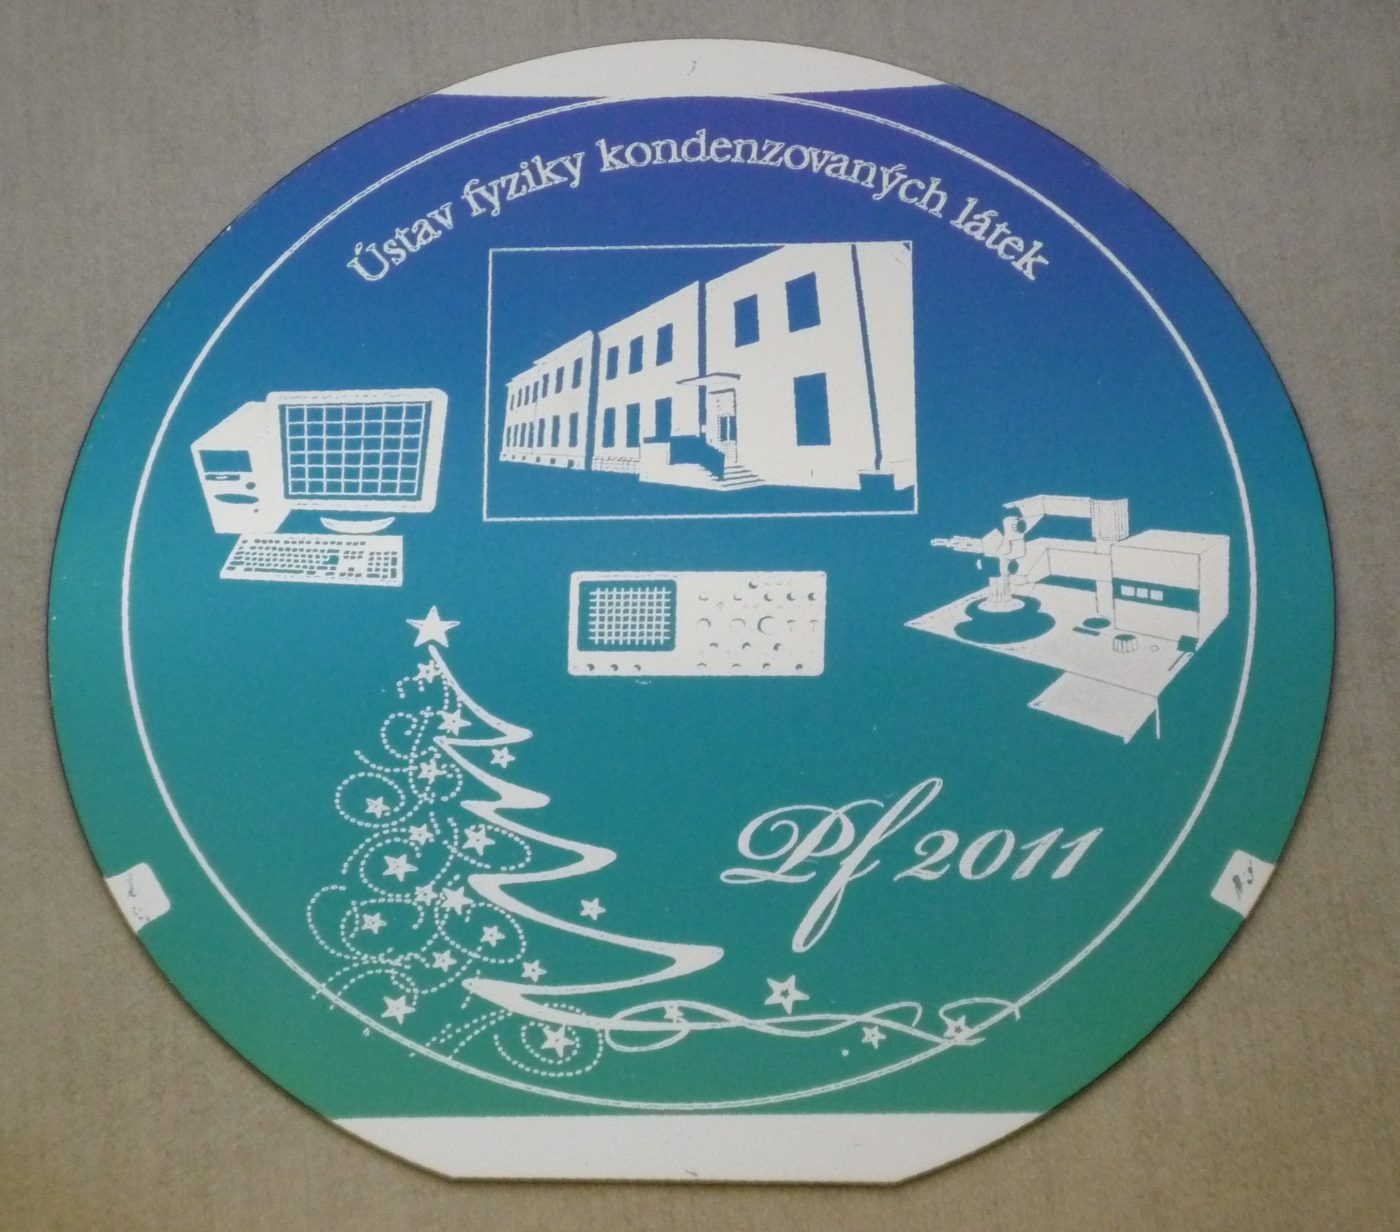 Ústav fyziky kondenzovaných látek
Pf 2011